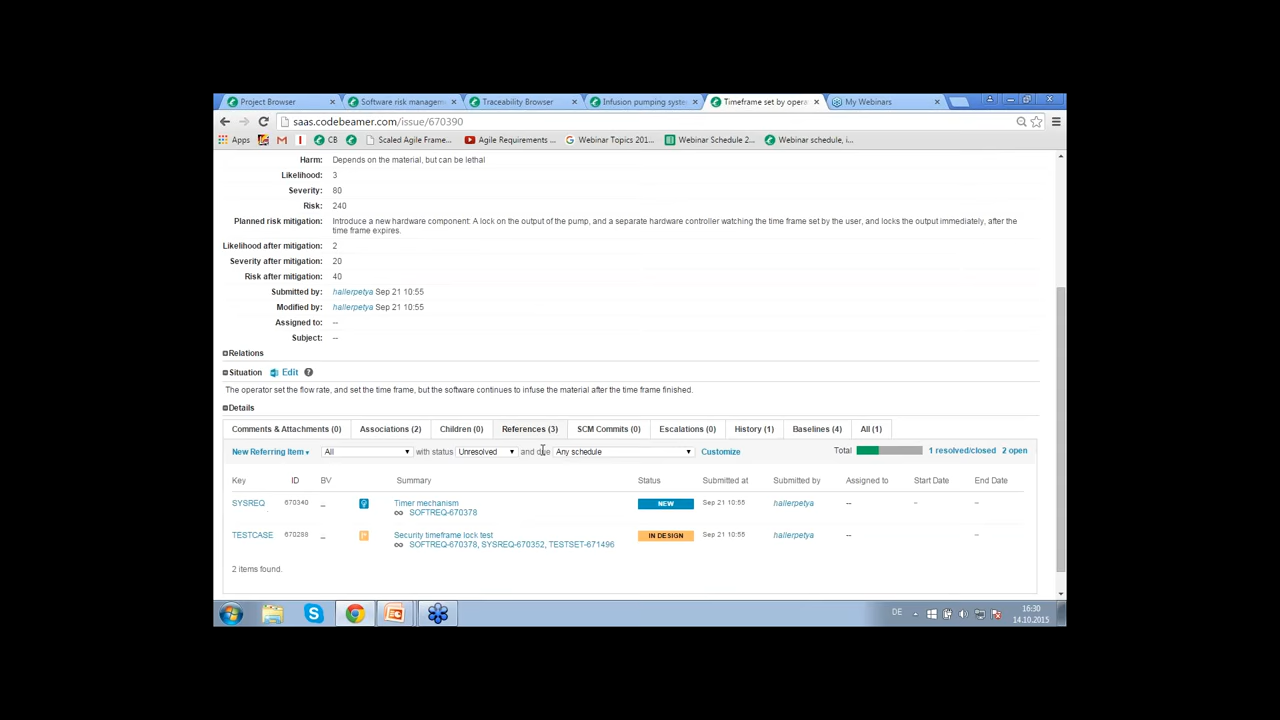 Project Browser
Software risk managem
Traceability Browser
Infusion pumping syste
Timeframe set by opera
My Webinars
saas.codebeamer.com/issue/670390
Apps
CB
Scaled Agile Frame...
Agile Requirements ...
Webinar Topics 201...
Webinar Schedule 2...
Webinar schedule, i...
Harm: Depends on the material, but can be lethal
Likelihood: 3
Severity: 80
Risk: 240
Planned risk mitigation: Introduce a new hardware component: A lock on the output of the pump, and a separate hardware controller watching the time frame set by the user, and locks the output immediately, after the
time frame expires.
Likelihood after mitigation: 2
Severity after mitigation: 20
Risk after mitigation: 40
Submitted by: hallerpetya Sep 21 10:55
Modified by: hallerpetya Sep 21 10:55
Assigned to: --
Subject: --
Relations
Situation Edit
The operator set the flow rate, and set the time frame, but the software continues to infuse the material after the time frame finished.
Details
Comments & Attachments (0) Associations (2) Children (0) References (3) SCM Commits (0) Escalations (0) History (1) Baselines (4) All (1)
New Referring Item All with status Unresolved and due Any schedule Customize Total 1 resolved/closed 2 open
Key ID BV Summary Status Submitted at Submitted by Assigned to Start Date End Date
SYSREQ 670340 -- Timer mechanism NEW Sep 21 10:55 hallerpetya -- -- --
SOFTREQ-670378
TESTCASE 670288 -- Security timeframe lock test IN DESIGN Sep 21 10:55 hallerpetya -- --
SOFTREQ-670378, SYSREQ-670352, TESTSET-671496
2 items found.
DE
16:30
14.10.2015